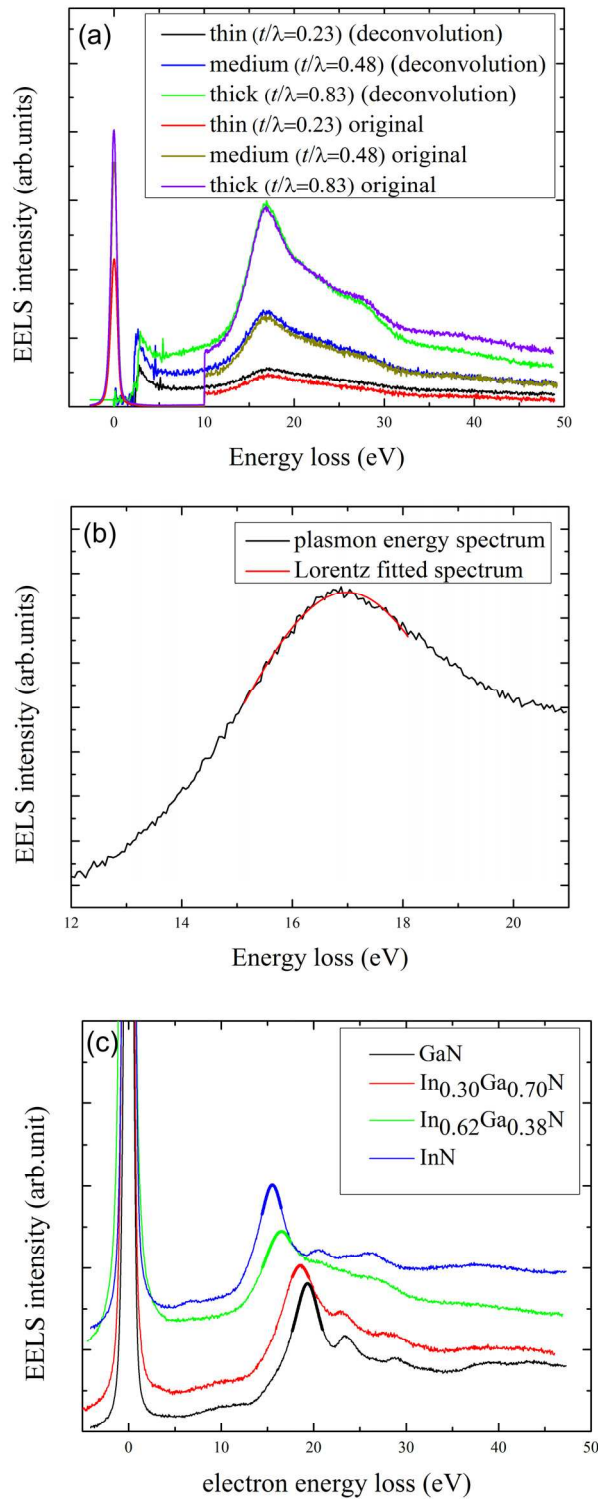 (a)
thin (t/λ=0.23) (deconvolution)
medium (t/λ=0.48) (deconvolution)
thick (t/λ=0.83) (deconvolution)
thin (t/λ=0.23) original
medium (t/λ=0.48) original
thick (t/λ=0.83) original
EELS intensity (arb.units)
0 10 20 30 40 50
Energy loss (eV)
(b)
plasmon energy spectrum
Lorentz fitted spectrum
EELS intensity (arb.units)
12 14 16 18 20
Energy loss (eV)
(c)
GaN
In0.30Ga0.70N
In0.62Ga0.38N
InN
EELS intensity (arb.unit)
0 10 20 30 40 50
electron energy loss (eV)